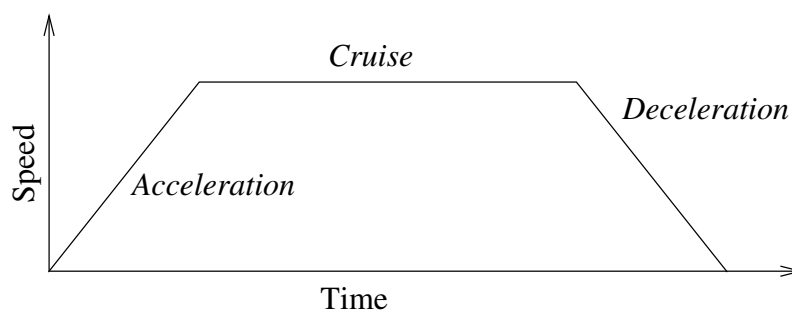 Cruise
Deceleration
Speed
Acceleration
Time